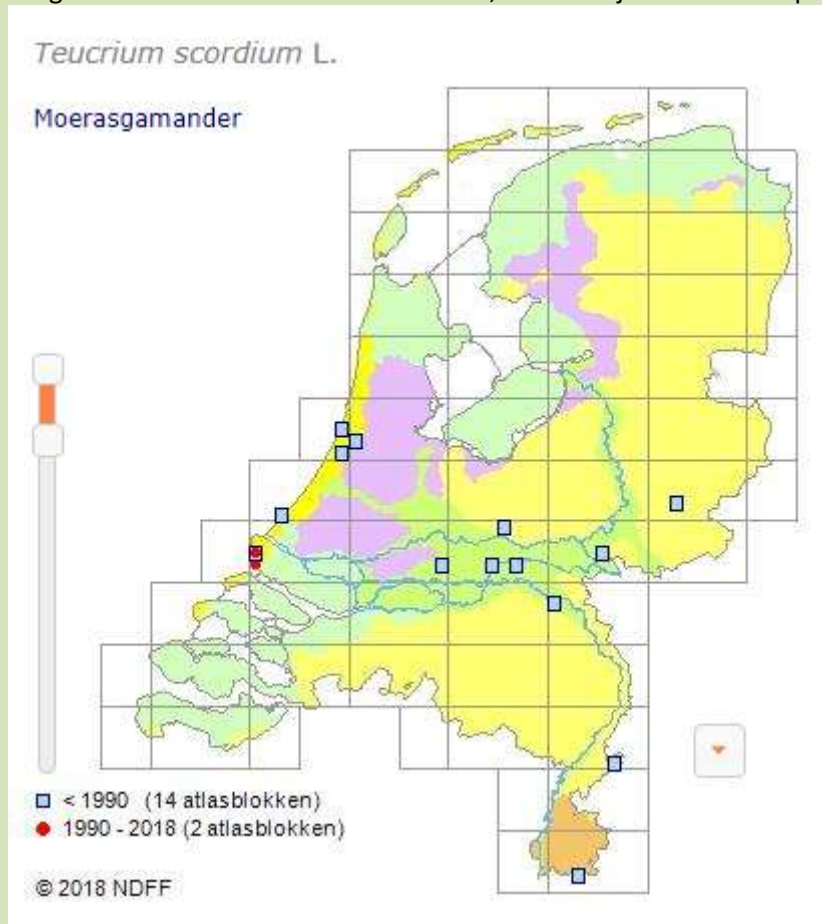 Teucrium scordium L.
Moerasgamander
< 1990 (14 atlasblokken)
1990 - 2018 (2 atlasblokken)
© 2018 NDFF